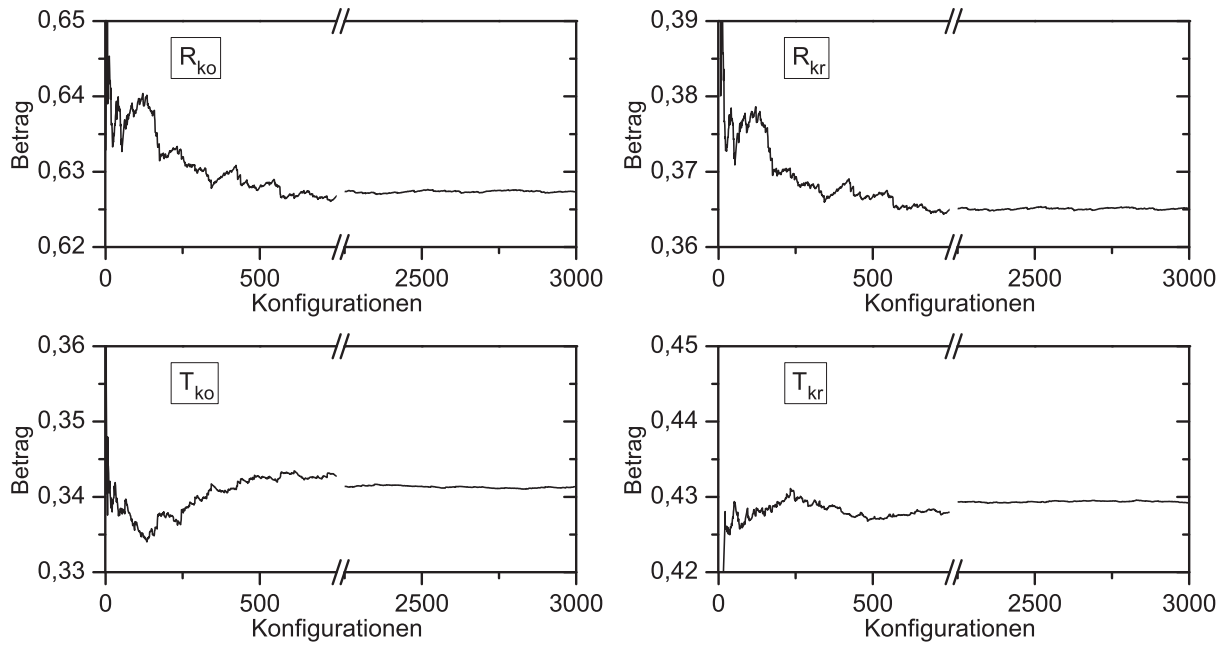 0,65
0,64
0,63
0,62
Betrag
R_ko
0
500
2500
3000
Konfigurationen
0,39
0,38
0,37
0,36
Betrag
R_kr
0
500
2500
3000
Konfigurationen
0,36
0,35
0,34
0,33
Betrag
T_ko
0
500
2500
3000
Konfigurationen
0,45
0,44
0,43
0,42
Betrag
T_kr
0
500
2500
3000
Konfigurationen